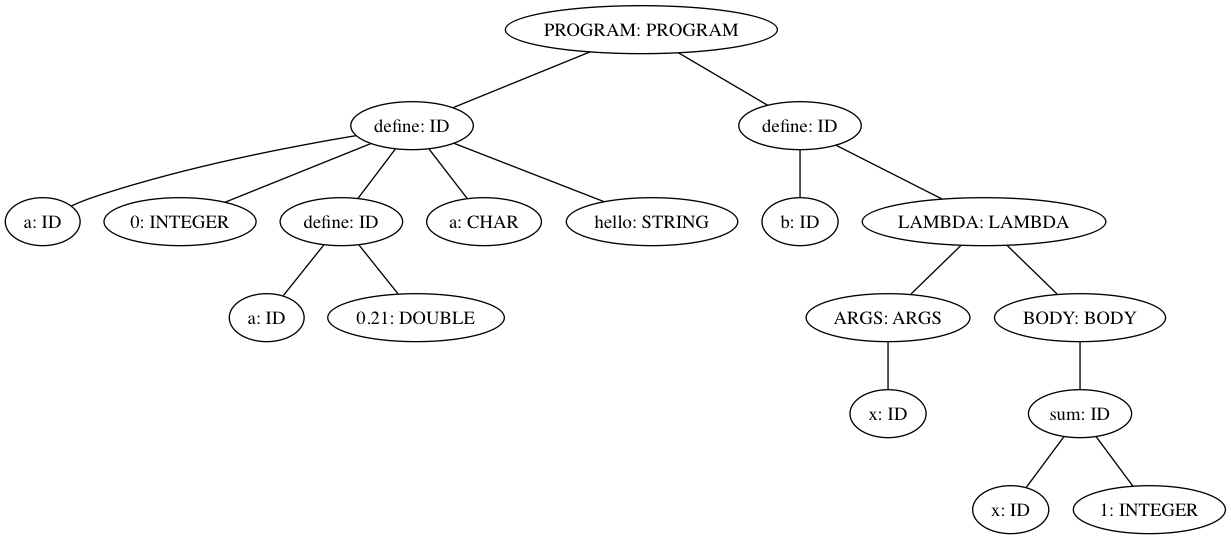 PROGRAM: PROGRAM
define: ID
define: ID
a: ID
0: INTEGER
define: ID
a: CHAR
hello: STRING
b: ID
LAMBDA: LAMBDA
a: ID
0.21: DOUBLE
ARGS: ARGS
BODY: BODY
x: ID
sum: ID
x: ID
1: INTEGER